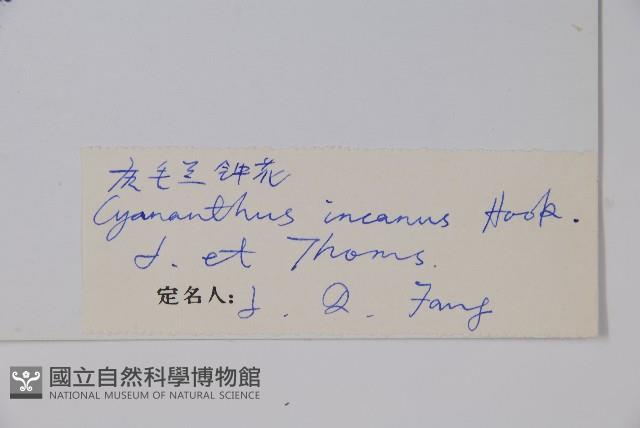 灰毛兰钟花
Cyananthus incanus Hook.
f. et Thoms.
定名人: J. Q. Fang
國立自然科學博物館
NATIONAL MUSEUM OF NATURAL SCIENCE